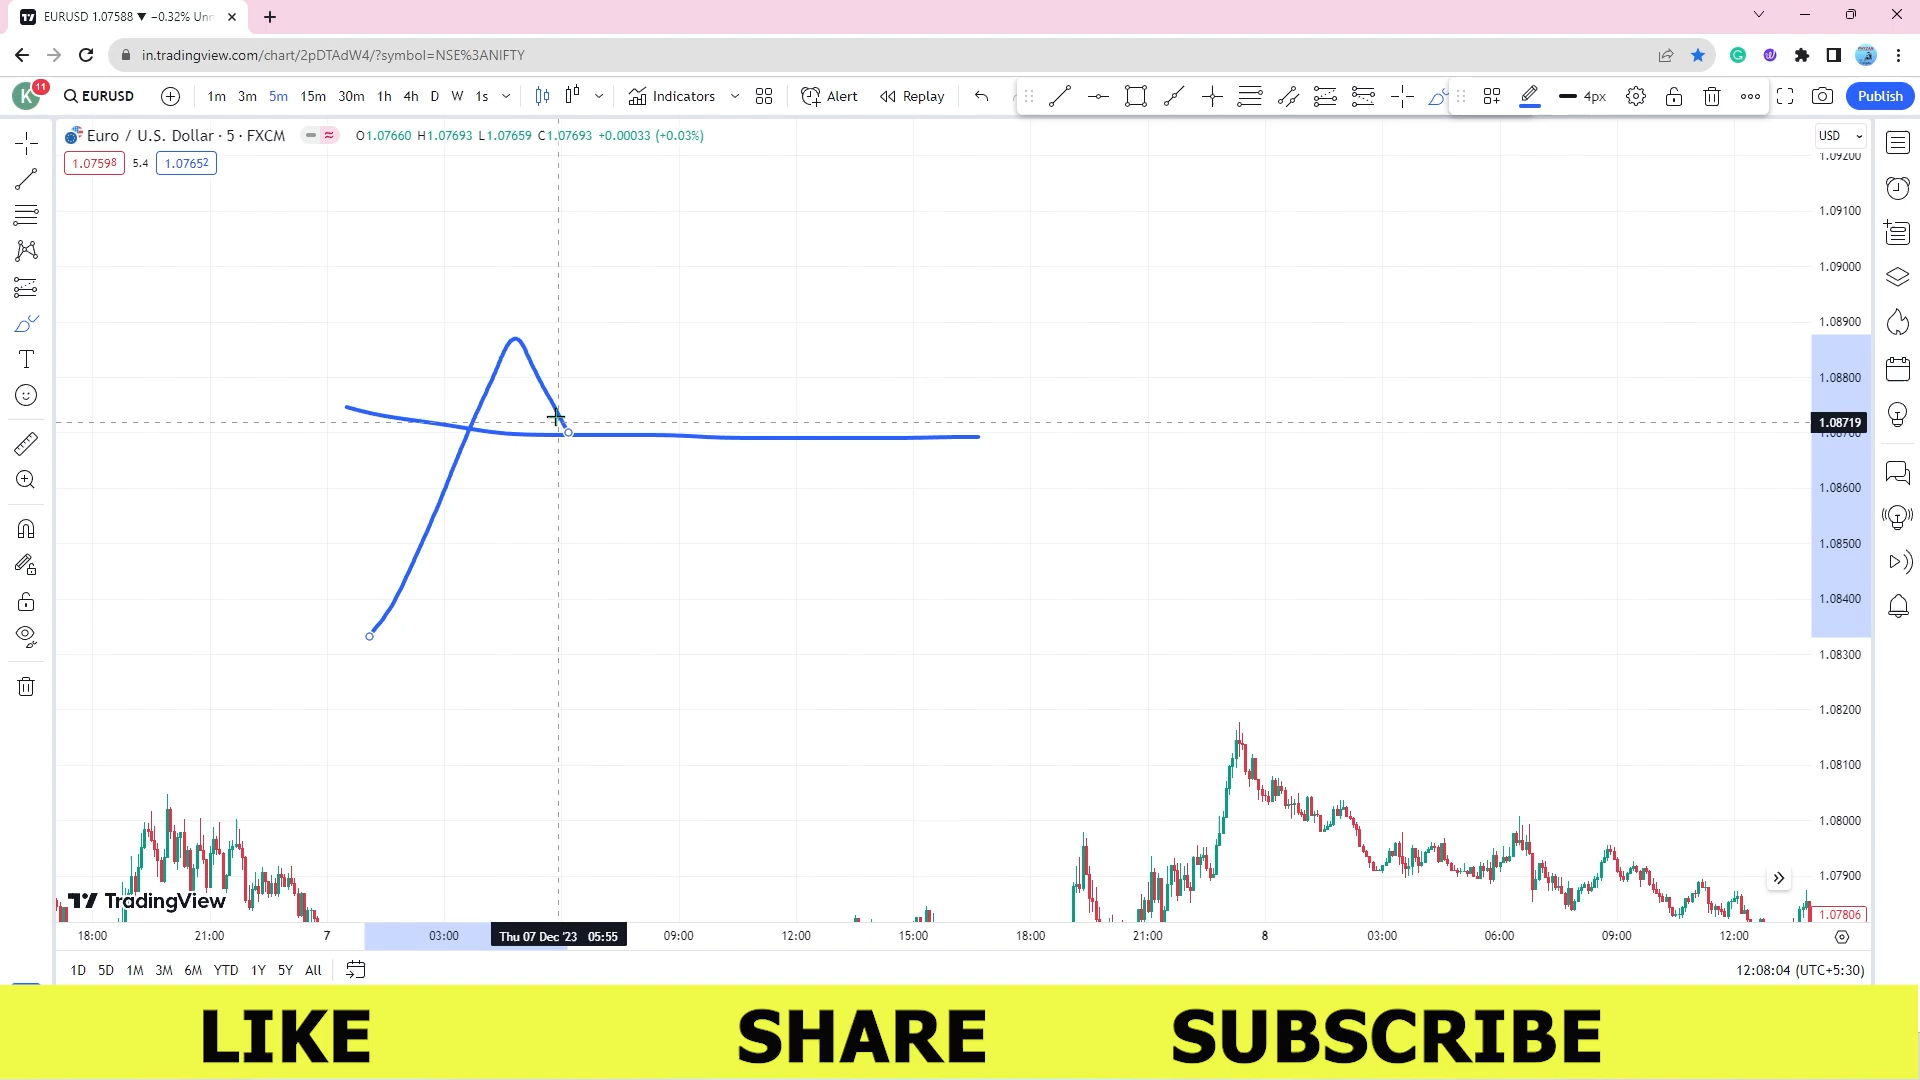 EURUSD 1.07588 ▼ −0.32% Unn
in.tradingview.com/chart/2pDTAdW4/?symbol=NSE%3ANIFTY
K 11 EURUSD 1m 3m 5m 15m 30m 1h 4h D W 1s Indicators Alert Replay 4px Publish
Euro / U.S. Dollar · 5 · FXCM O1.07660 H1.07693 L1.07659 C1.07693 +0.00033 (+0.03%) USD
1.07598 5.4 1.07652
1.09200
1.09100
1.09000
1.08900
1.08800
1.08719
1.08700
1.08600
1.08500
1.08400
1.08300
1.08200
1.08100
1.08000
1.07900
TradingView
1.07806
18:00 21:00 7 03:00 Thu 07 Dec '23 05:55 09:00 12:00 15:00 18:00 21:00 8 03:00 06:00 09:00 12:00
1D 5D 1M 3M 6M YTD 1Y 5Y All 12:08:04 (UTC+5:30)
LIKE SHARE SUBSCRIBE